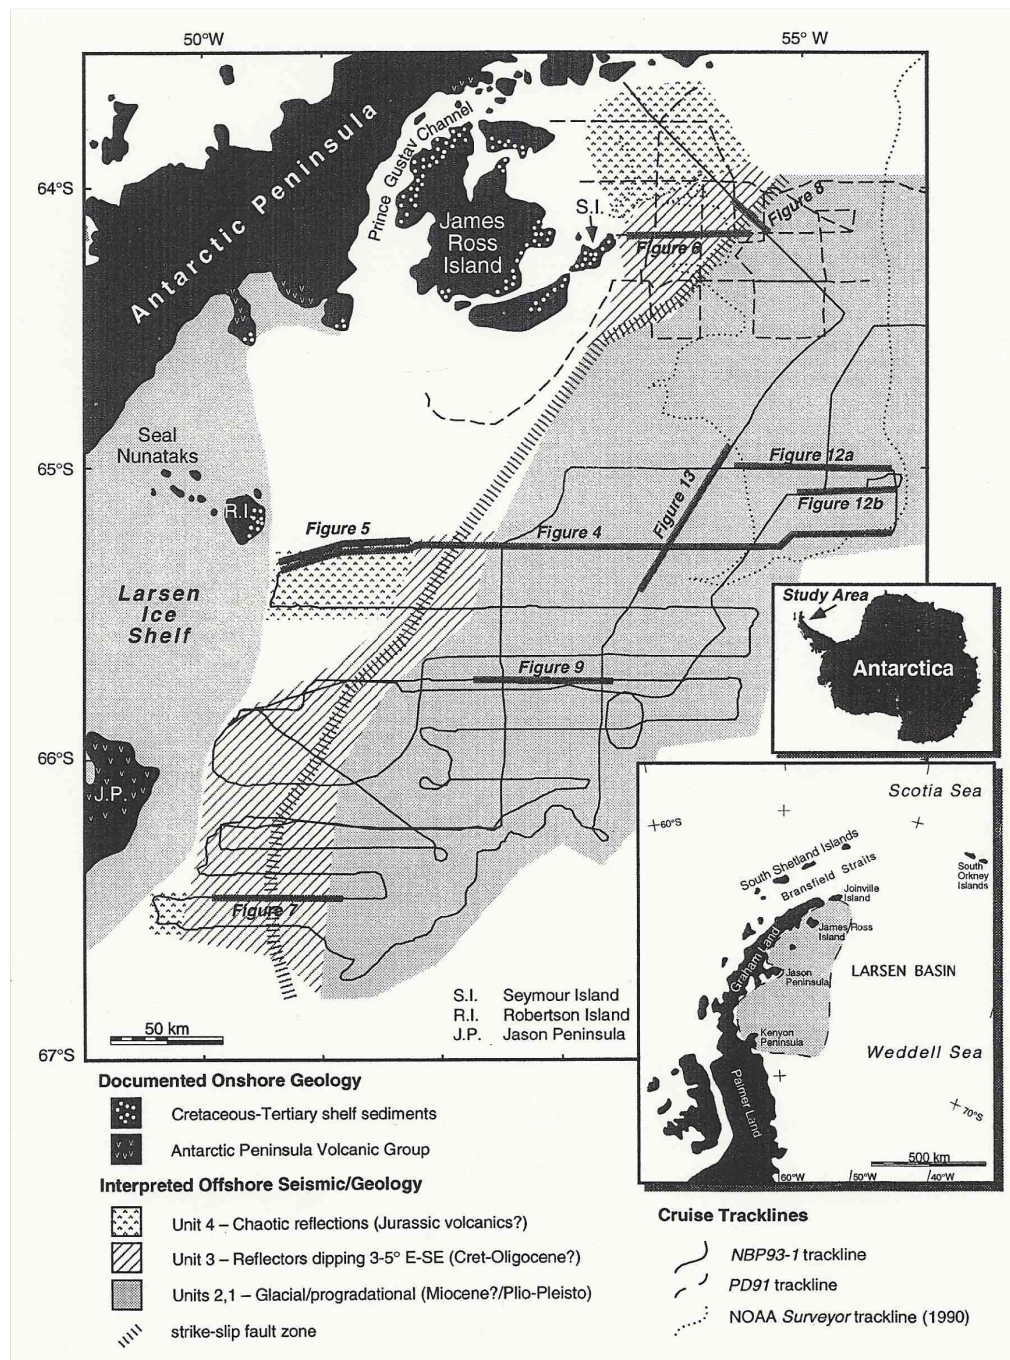 50°W
55° W
64°S
65°S
66°S
67°S
Antarctic Peninsula
Prince Gustav Channel
James
Ross
Island
S.I.
Figure 8
Figure 6
Seal
Nunataks
R.I.
Figure 5
Figure 4
Figure 13
Figure 12a
Figure 12b
Larsen
Ice
Shelf
Figure 9
J.P.
Figure 7
Study Area
Antarctica
S.I. Seymour Island
R.I. Robertson Island
J.P. Jason Peninsula
50 km
Scotia Sea
60°S
South Shetland Islands
Bransfield Straits
South
Orkney
Islands
Joinville
Island
James Ross
Island
Graham Land
Jason
Peninsula
LARSEN BASIN
Kenyon
Peninsula
Weddell Sea
Palmer Land
70°S
500 km
60°W
50°W
40°W
Documented Onshore Geology
Cretaceous-Tertiary shelf sediments
Antarctic Peninsula Volcanic Group
Interpreted Offshore Seismic/Geology
Unit 4 – Chaotic reflections (Jurassic volcanics?)
Unit 3 – Reflectors dipping 3-5° E-SE (Cret-Oligocene?)
Units 2,1 – Glacial/progradational (Miocene?/Plio-Pleisto)
strike-slip fault zone
Cruise Tracklines
NBP93-1 trackline
PD91 trackline
NOAA Surveyor trackline (1990)